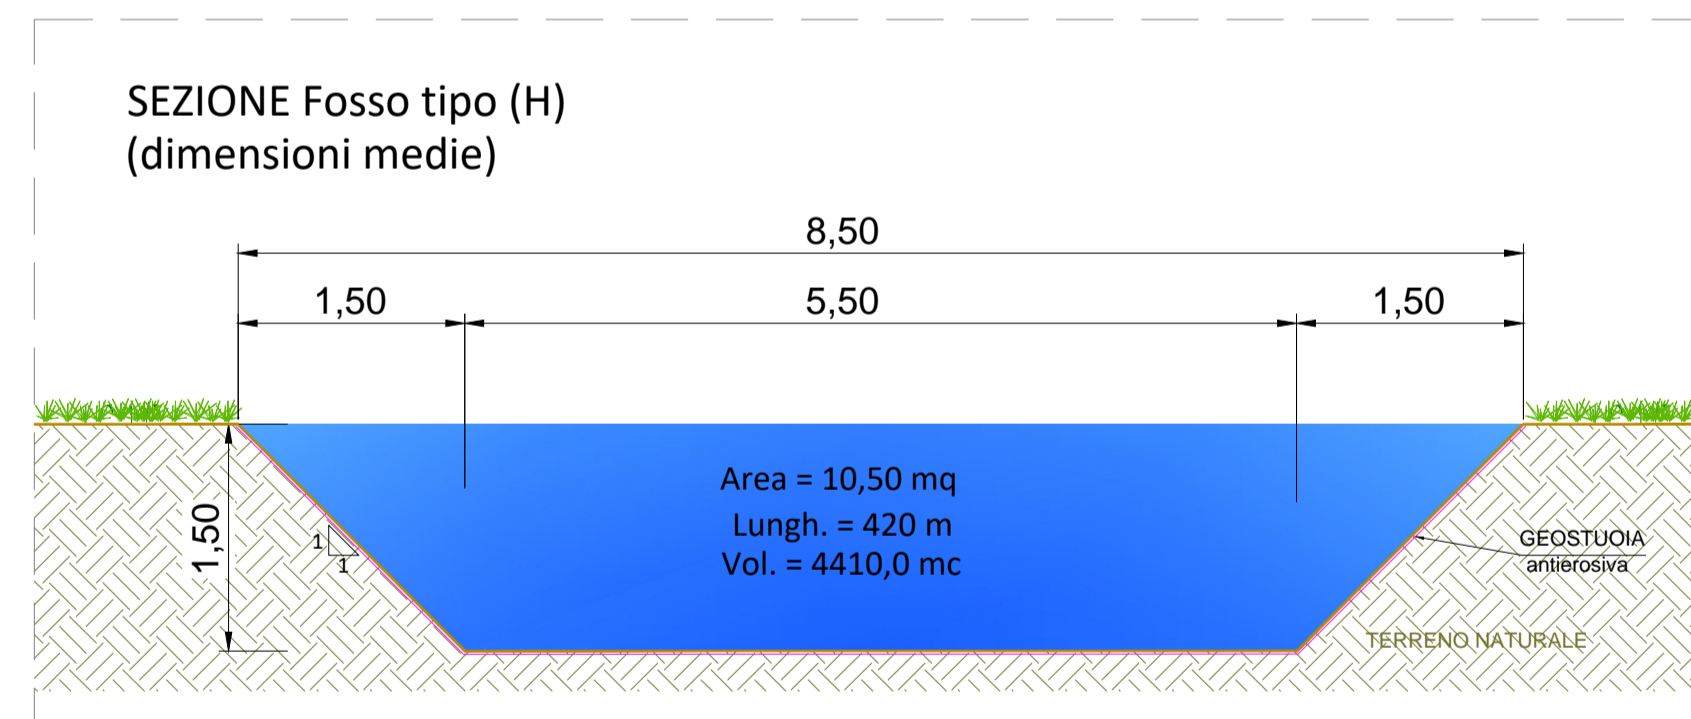 SEZIONE Fosso tipo (H)
(dimensioni medie)
8,50
1,50
5,50
1,50
Area = 10,50 mq
Lungh. = 420 m
Vol. = 4410,0 mc
1,50
1
1
GEOSTUOIA
antierosiva
TERRENO NATURALE